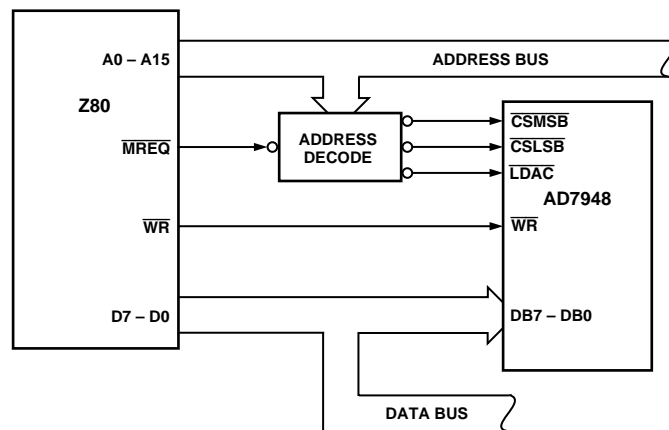 A0 – A15
ADDRESS BUS
Z80
ADDRESS
DECODE
MREQ
CSMSB
CSLSB
LDAC
AD7948
WR
WR
D7 – D0
DB7 – DB0
DATA BUS